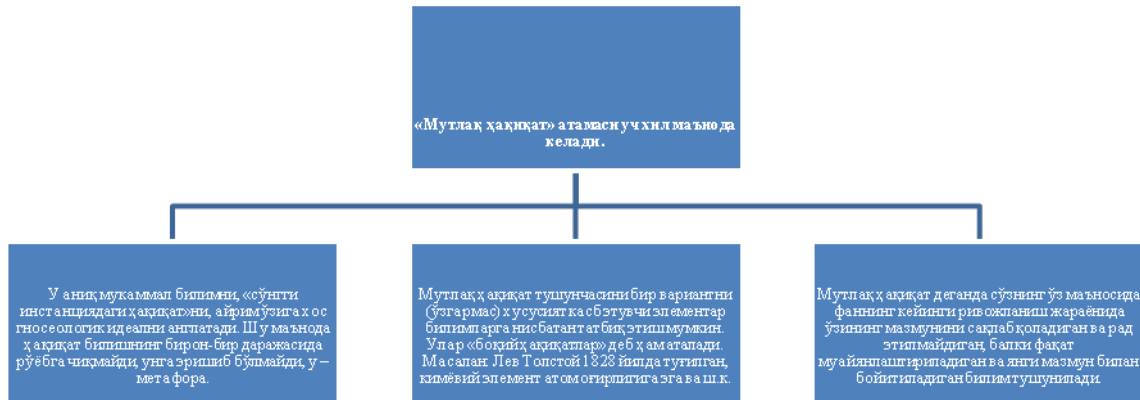 «Мутлақ ҳақиқат» атамаси уч хил маънода
келади.
У аниқ мукаммал билимни, «сўнгги
инстанциядаги ҳақиқат»ни, айрим ўзига хос
гносеологик идеални англатади. Шу маънода
ҳақиқат билишнинг бирон-бир даражасида
рўёбга чиқмайди, унга эришиб бўлмайди, у –
метафора.
Мутлақ ҳақиқат тушунчасини бир вариантни
(ўзгармас) хусусият касб этувчи элементар
билимларга нисбатан татбиқ этиш мумкин.
Улар «боқий ҳақиқатлар» деб ҳам аталади.
Масалан: Лев Толстой 1828 йилда туғилган,
кимёвий элемент атом оғирлигига эга ва ш.к.
Мутлақ ҳақиқат деганда сўзнинг ўз маъносида
фаннинг кейинги ривожланиш жараёнида
ўзининг мазмунини сақлаб қоладиган ва рад
этилмайдиган, балки фақат
муайянлаштириладиган ва янги мазмун билан
бойитиладиган билим тушунилади.